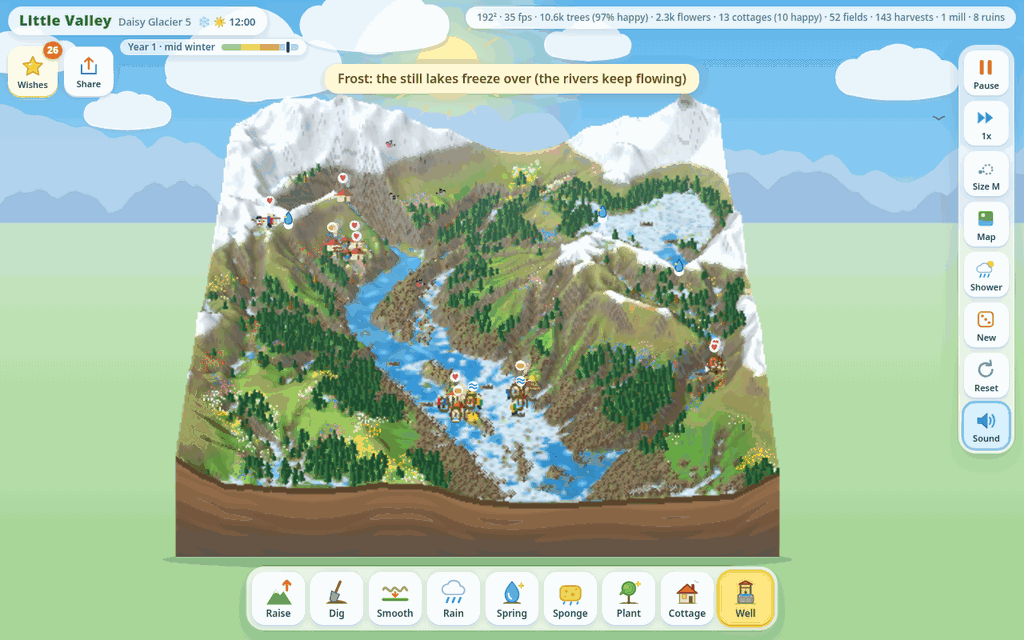 Little Valley Daisy Glacier 5 12:00
192² · 35 fps · 10.6k trees (97% happy) · 2.3k flowers · 13 cottages (10 happy) · 52 fields · 143 harvests · 1 mill · 8 ruins
Year 1 · mid winter
26
Wishes
Share
Frost: the still lakes freeze over (the rivers keep flowing)
Pause
1x
Size M
Map
Shower
New
Reset
Sound
Raise
Dig
Smooth
Rain
Spring
Sponge
Plant
Cottage
Well